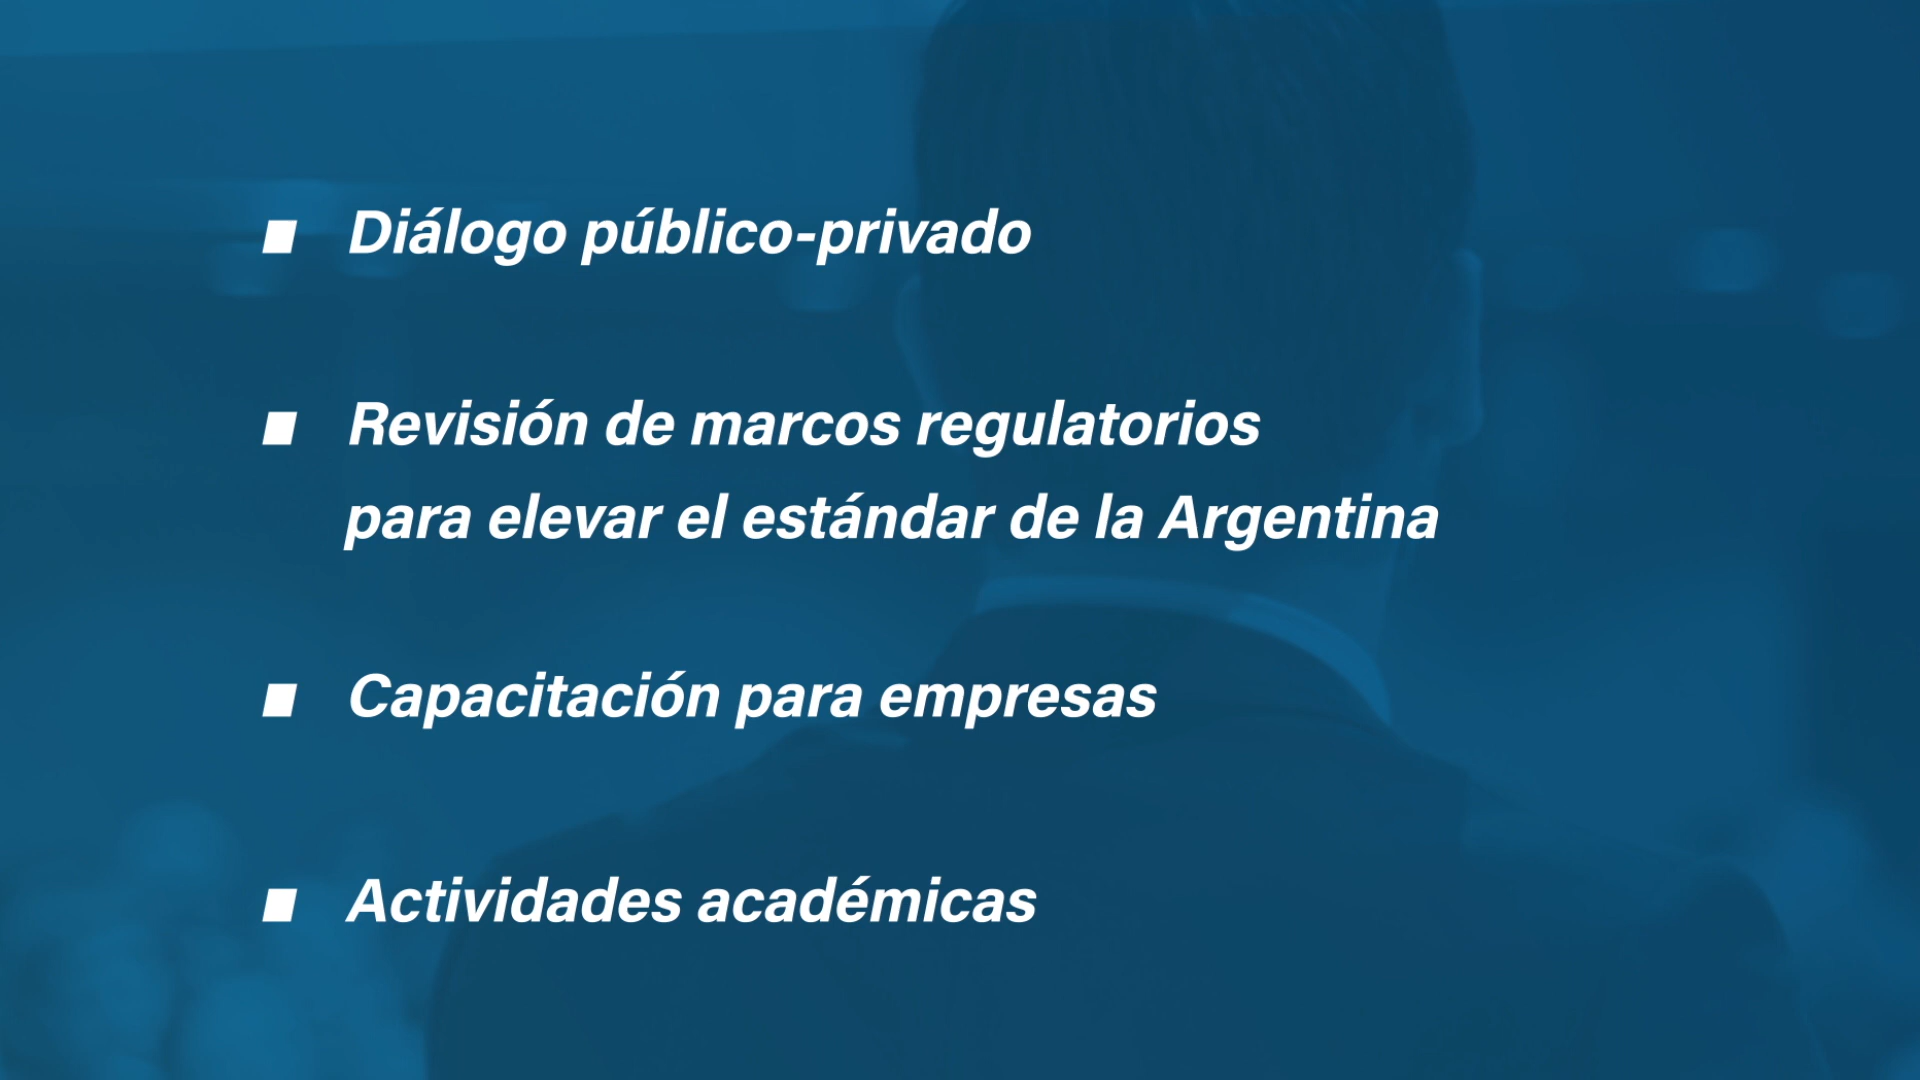 ▪ Diálogo público-privado
▪ Revisión de marcos regulatorios
para elevar el estándar de la Argentina
▪ Capacitación para empresas
▪ Actividades académicas